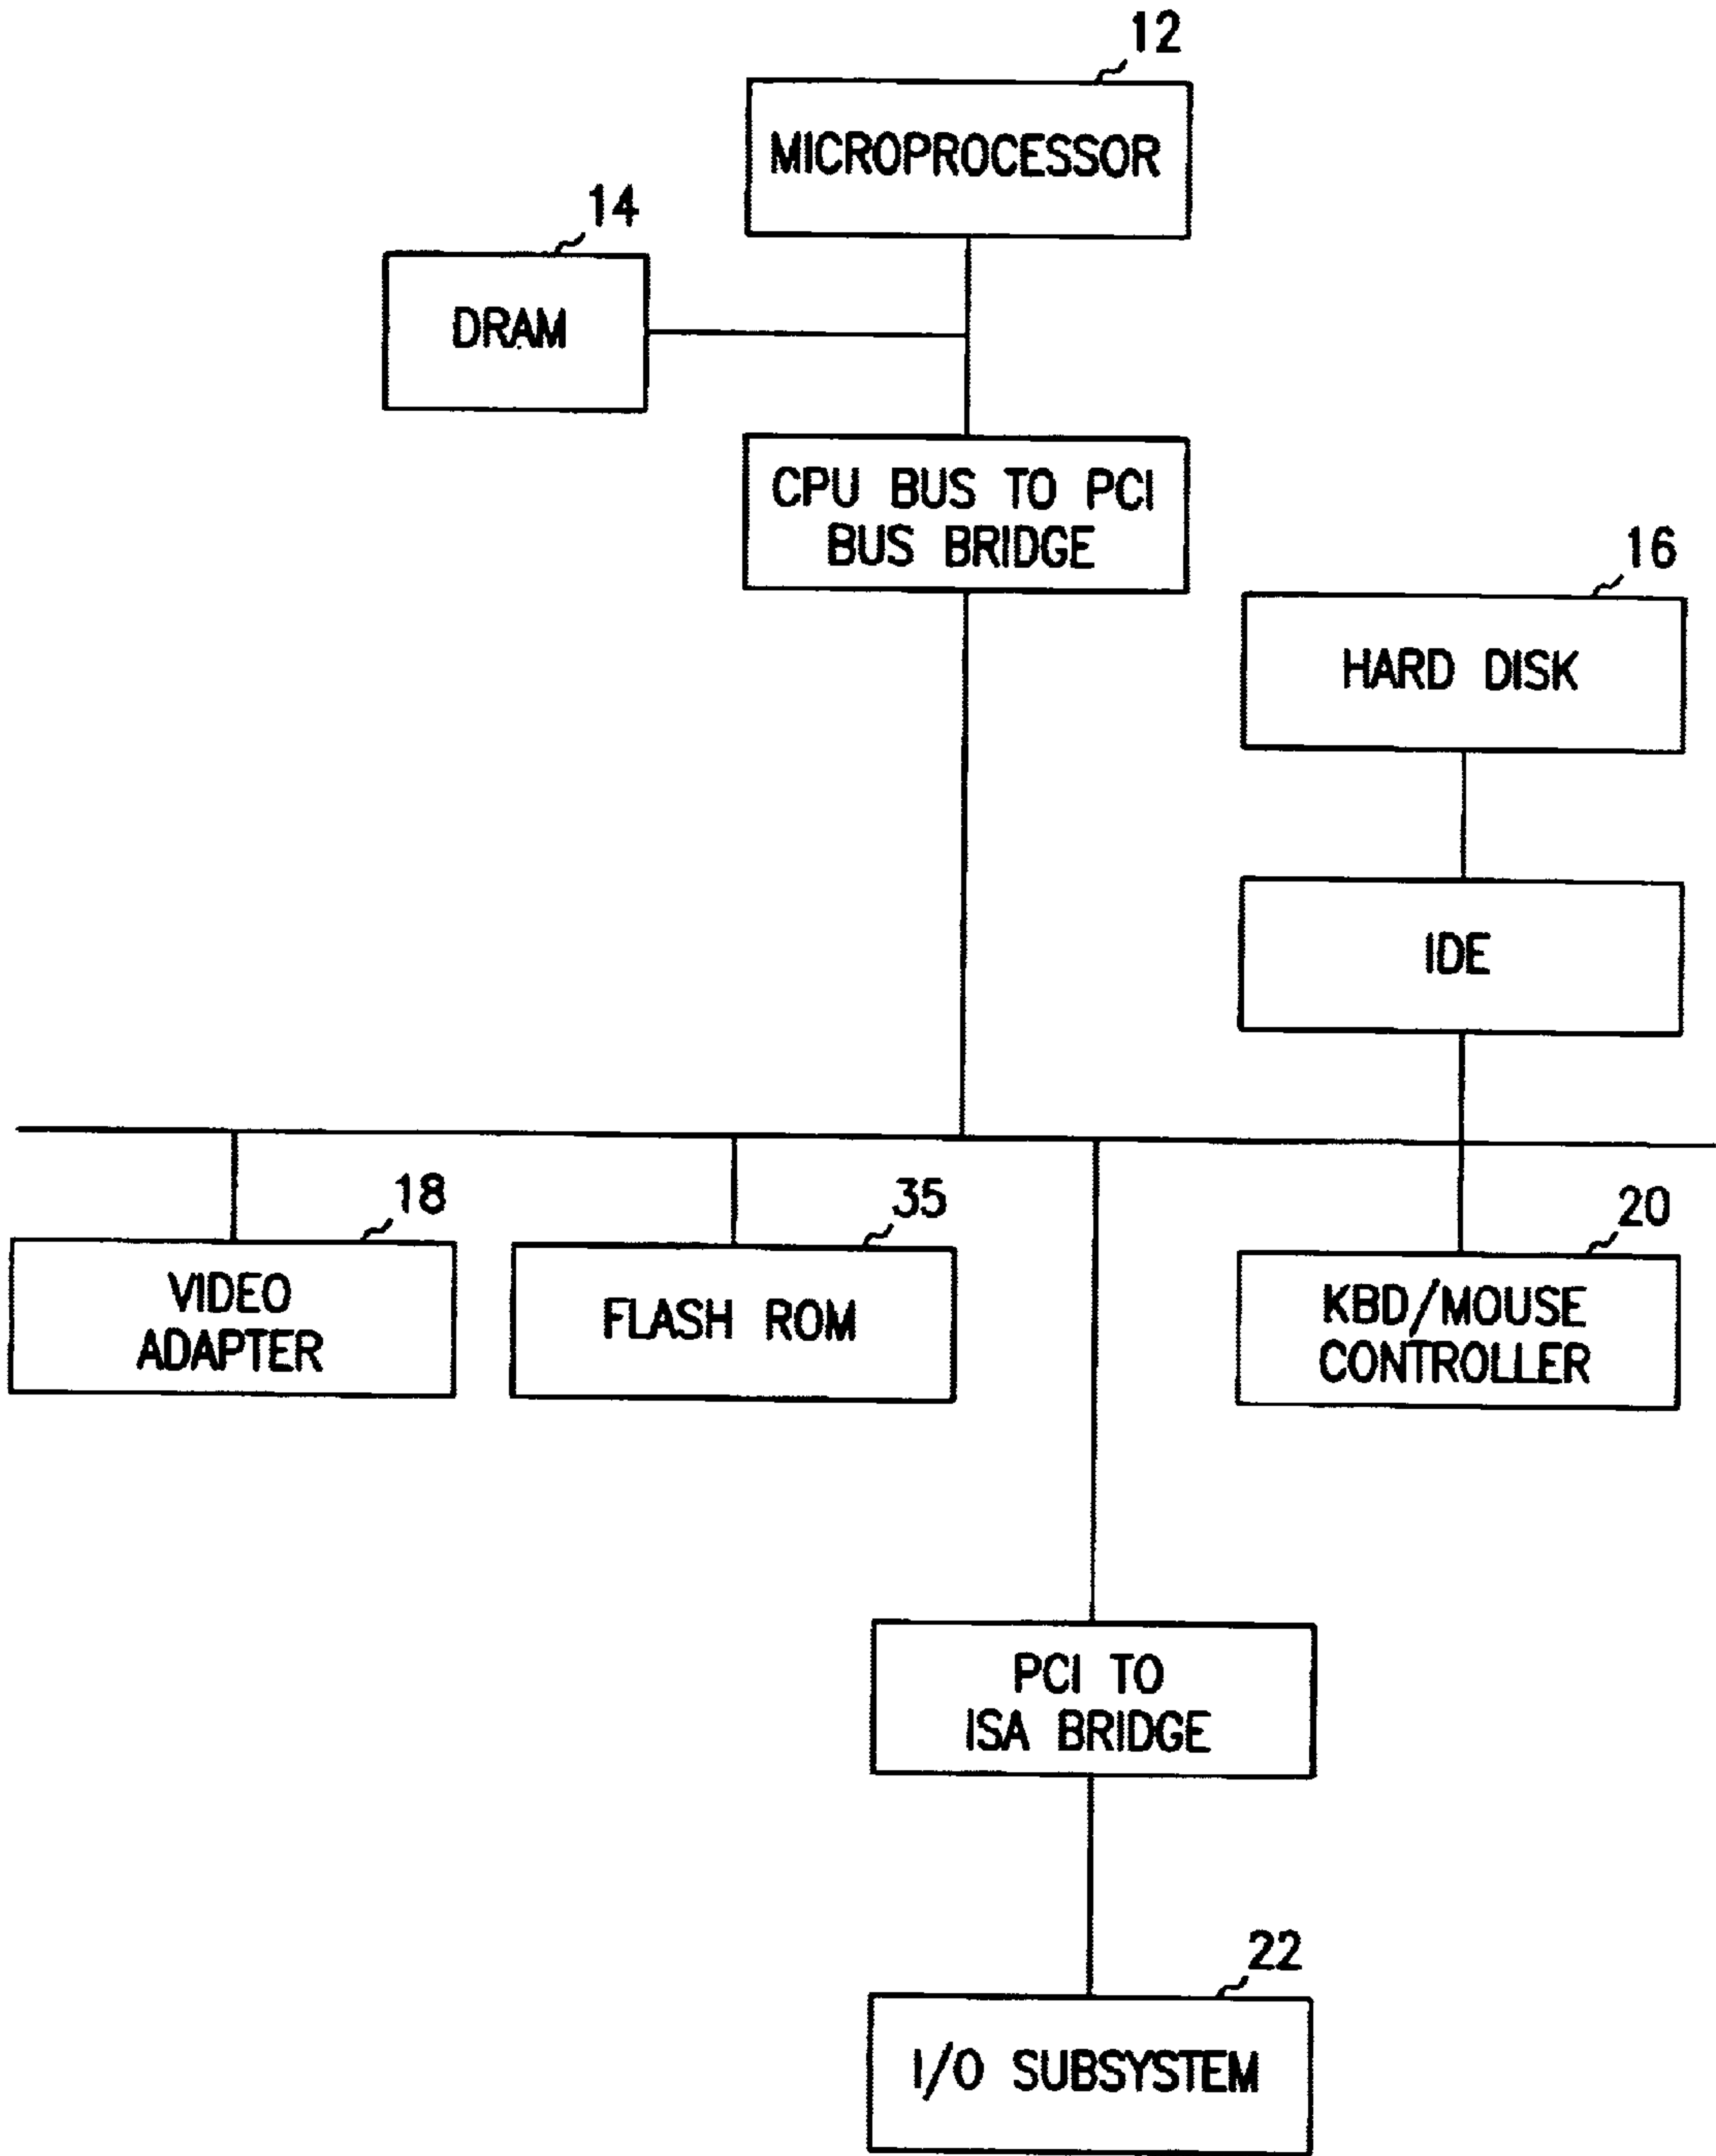 12
MICROPROCESSOR
14
DRAM
CPU BUS TO PCI
BUS BRIDGE
16
HARD DISK
IDE
18
VIDEO
ADAPTER
35
FLASH ROM
20
KBD/MOUSE
CONTROLLER
PCI TO
ISA BRIDGE
22
I/O SUBSYSTEM